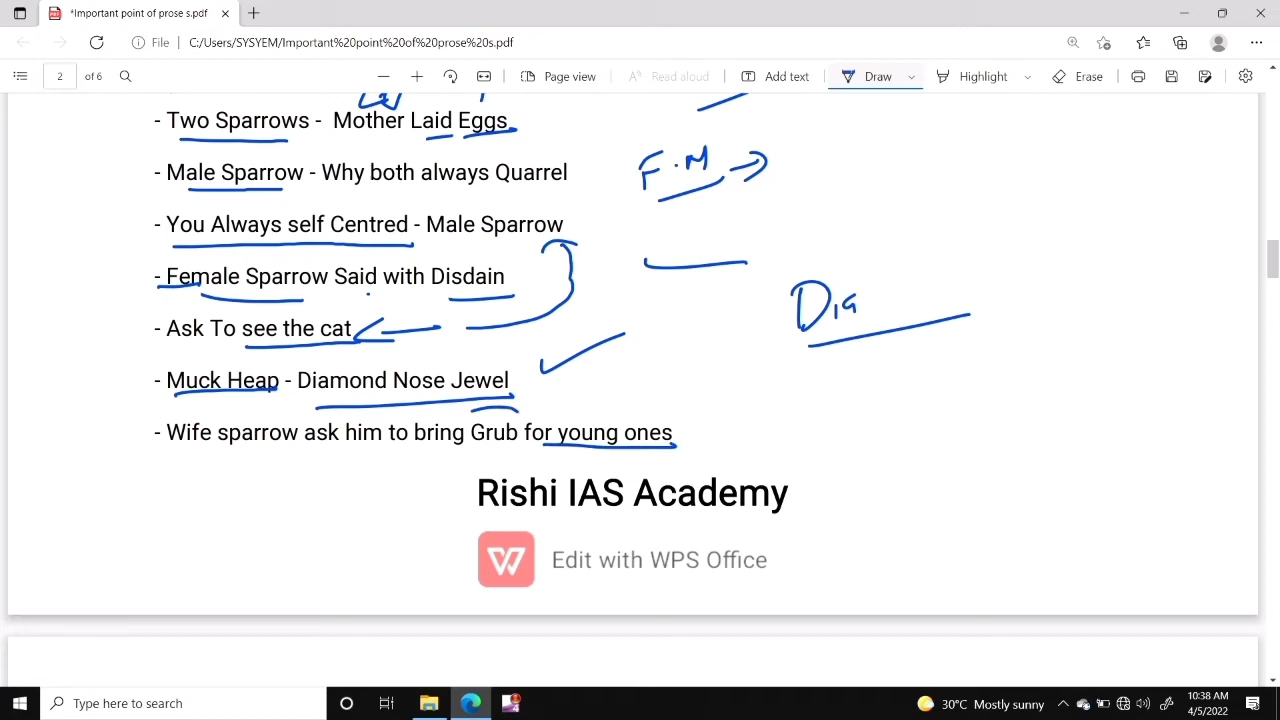 *Important point of prose s.pdf
File C:/Users/SYSYEM/Important%20point%20of%20prose%20s.pdf
2 of 6 Page view Read aloud Add text Draw Highlight Erase
- Two Sparrows - Mother Laid Eggs
- Male Sparrow - Why both always Quarrel
F.M
- You Always self Centred - Male Sparrow
- Female Sparrow Said with Disdain
- Ask To see the cat
Dia
- Muck Heap - Diamond Nose Jewel
- Wife sparrow ask him to bring Grub for young ones
Rishi IAS Academy
Edit with WPS Office
Type here to search 30°C Mostly sunny 10:38 AM
4/5/2022